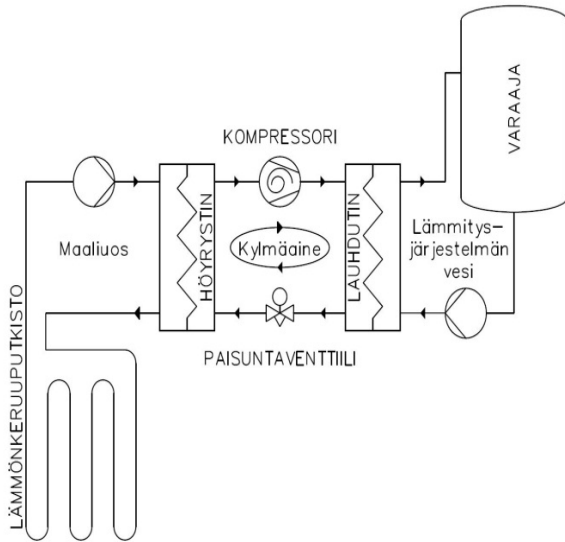 VARAAJA
KOMPRESSORI
HÖYRYSTIN
LAUHDUTIN
Maaliuos
Kylmäaine
Lämmitys-
järjestelmän
vesi
PAISUNTAVENTTIILI
LÄMMÖNKERUUPUTKISTO